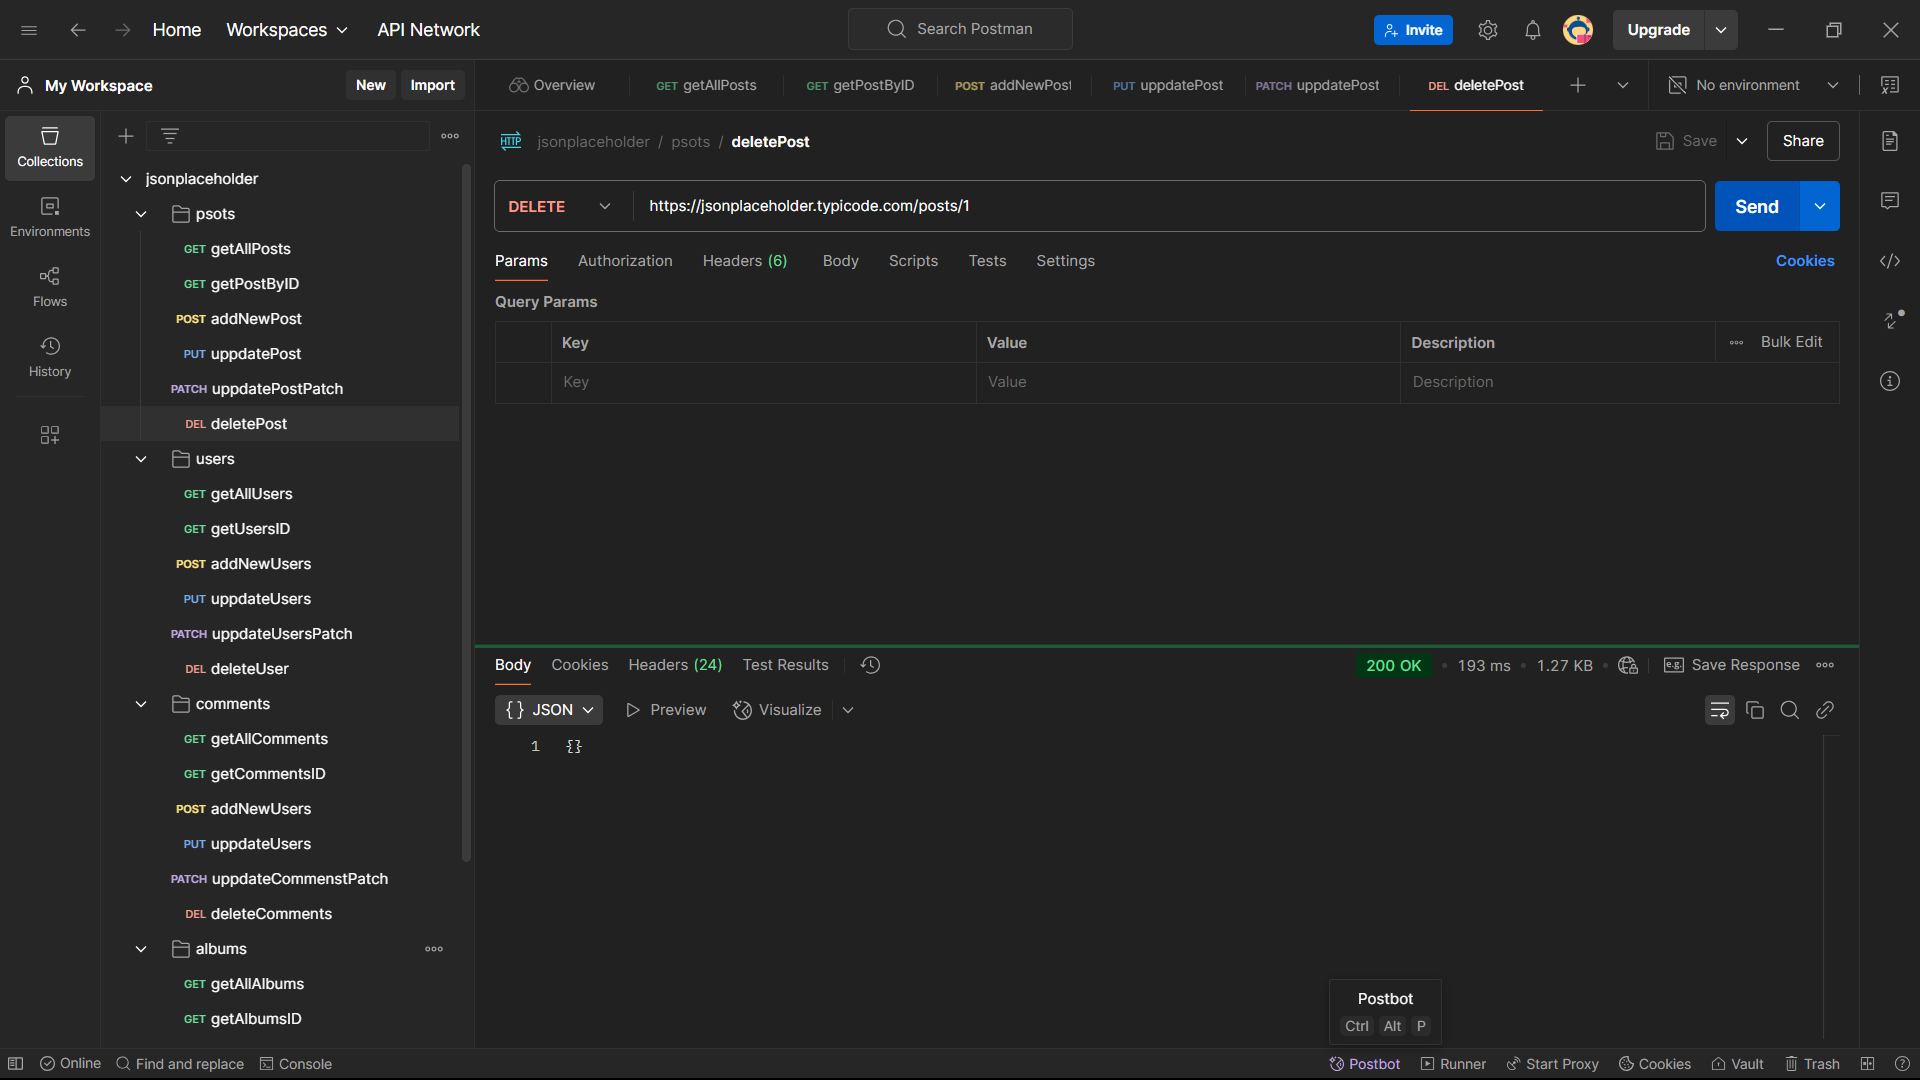 Home Workspaces API Network Search Postman Invite Upgrade
My Workspace New Import Overview GET getAllPosts GET getPostByID POST addNewPost PUT uppdatePost PATCH uppdatePost DEL deletePost No environment
Collections
Environments
Flows
History
jsonplaceholder
psots
GET getAllPosts
GET getPostByID
POST addNewPost
PUT uppdatePost
PATCH uppdatePostPatch
DEL deletePost
users
GET getAllUsers
GET getUsersID
POST addNewUsers
PUT uppdateUsers
PATCH uppdateUsersPatch
DEL deleteUser
comments
GET getAllComments
GET getCommentsID
POST addNewUsers
PUT uppdateUsers
PATCH uppdateCommenstPatch
DEL deleteComments
albums
GET getAllAlbums
GET getAlbumsID
HTTP jsonplaceholder / psots / deletePost Save Share
DELETE https://jsonplaceholder.typicode.com/posts/1 Send
Params Authorization Headers (6) Body Scripts Tests Settings Cookies
Query Params
Key Value Description Bulk Edit
Key Value Description
Body Cookies Headers (24) Test Results 200 OK 193 ms 1.27 KB e.g. Save Response
{} JSON Preview Visualize
1 {}
Postbot
Ctrl Alt P
Online Find and replace Console Postbot Runner Start Proxy Cookies Vault Trash